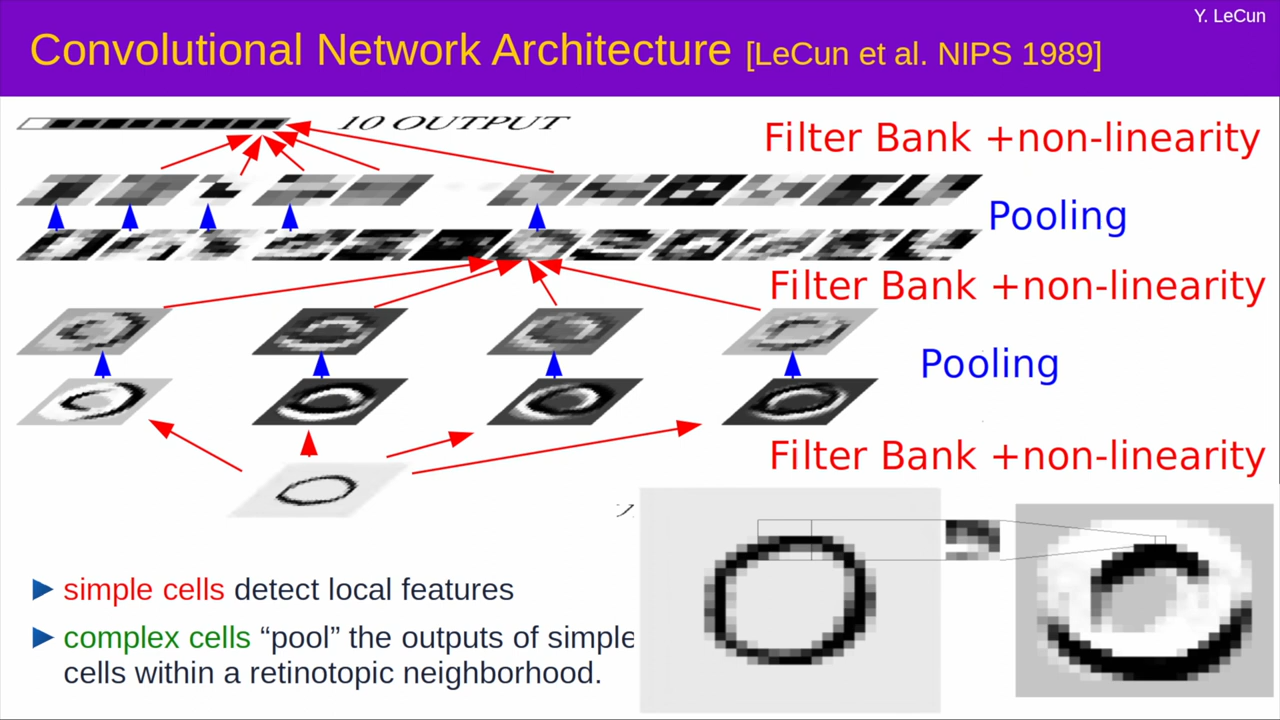 Y. LeCun
Convolutional Network Architecture [LeCun et al. NIPS 1989]
10 OUTPUT
Filter Bank +non-linearity
Pooling
Filter Bank +non-linearity
Pooling
Filter Bank +non-linearity
simple cells detect local features
complex cells “pool” the outputs of simple
cells within a retinotopic neighborhood.